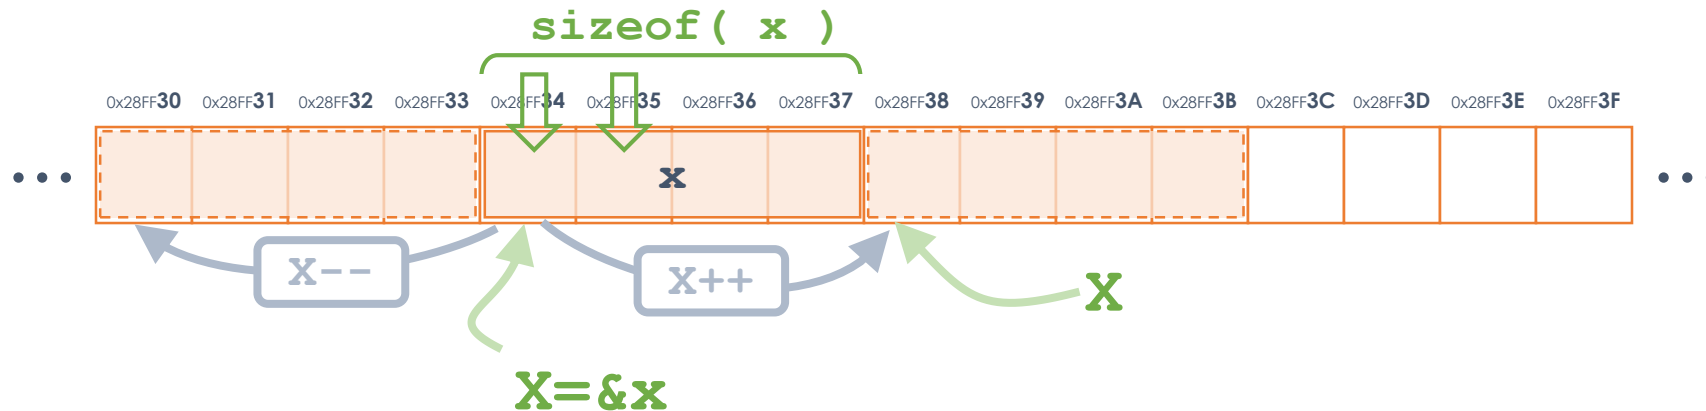 sizeof( x )
0x28FF30 0x28FF31 0x28FF32 0x28FF33 0x28FF34 0x28FF35 0x28FF36 0x28FF37 0x28FF38 0x28FF39 0x28FF3A 0x28FF3B 0x28FF3C 0x28FF3D 0x28FF3E 0x28FF3F
... x ...
X-- X++ X
X=&x